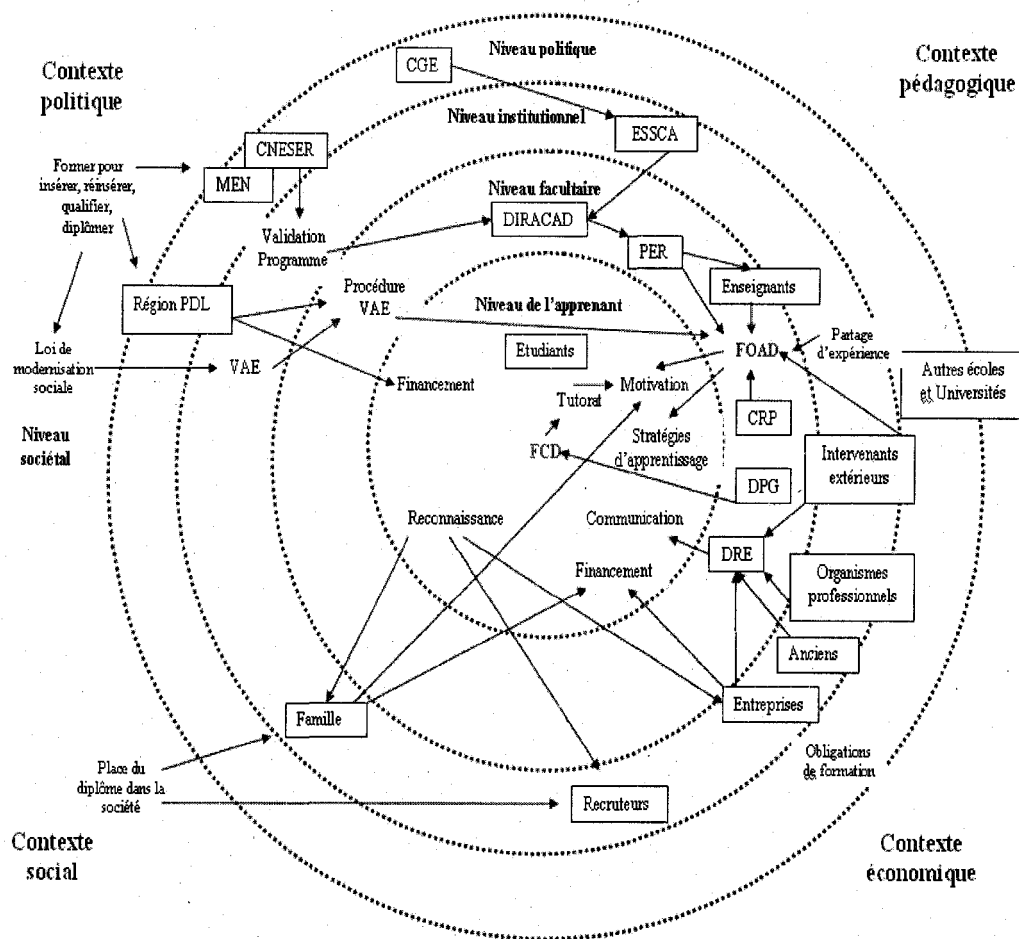 Niveau politique
Contexte
politique
Contexte
pédagogique
CGE
Niveau institutionnel
ESSCA
CNESER
MEN
Former pour
insérer, réinsérer,
qualifier,
diplômer
Niveau facultaire
DIRACAD
Validation
Programme
PER
Enseignants
Région PDL
Procédure
VAE
Niveau de l'apprenant
Etudiants
FOAD
Partage
d'expérience
Loi de
modernisation
sociale
VAE
Financement
Motivation
Tutorat
Autres écoles
et Universités
CRP
Niveau
sociétal
Stratégies
d'apprentissage
FCD
Intervenants
extérieurs
DPG
Reconnaissance
Communication
DRE
Financement
Organismes
professionnels
Anciens
Famille
Entreprises
Obligations
de formation
Place du
diplôme dans la
société
Recruteurs
Contexte
social
Contexte
économique